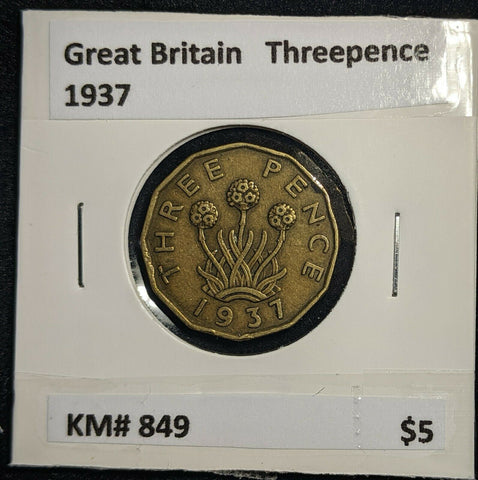 Great Britain Threepence
1937
THREE PENCE
1937
KM# 849 $5